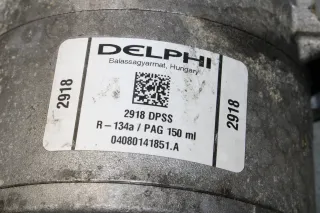 DELPHI
Balassagyarmat, Hungary
2918
2918
2918 DPSS
R-134a / PAG 150 ml
04080141851.A